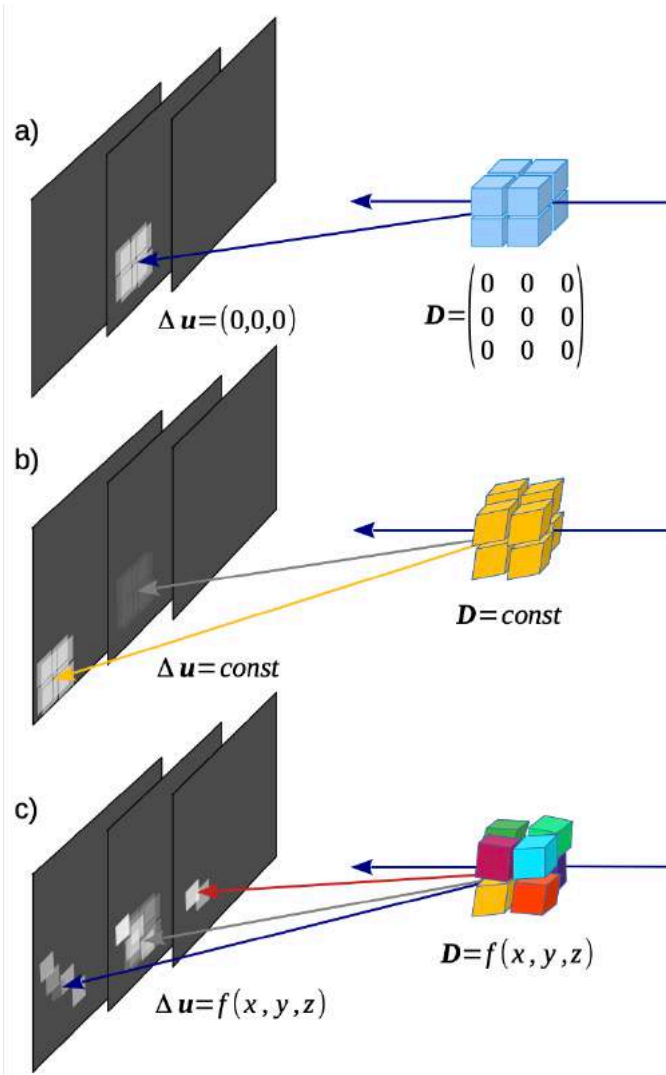 a)
Δ u=(0,0,0)
D=
0 0 0
0 0 0
0 0 0
b)
D=const
Δ u=const
c)
D=f(x,y,z)
Δ u=f(x,y,z)